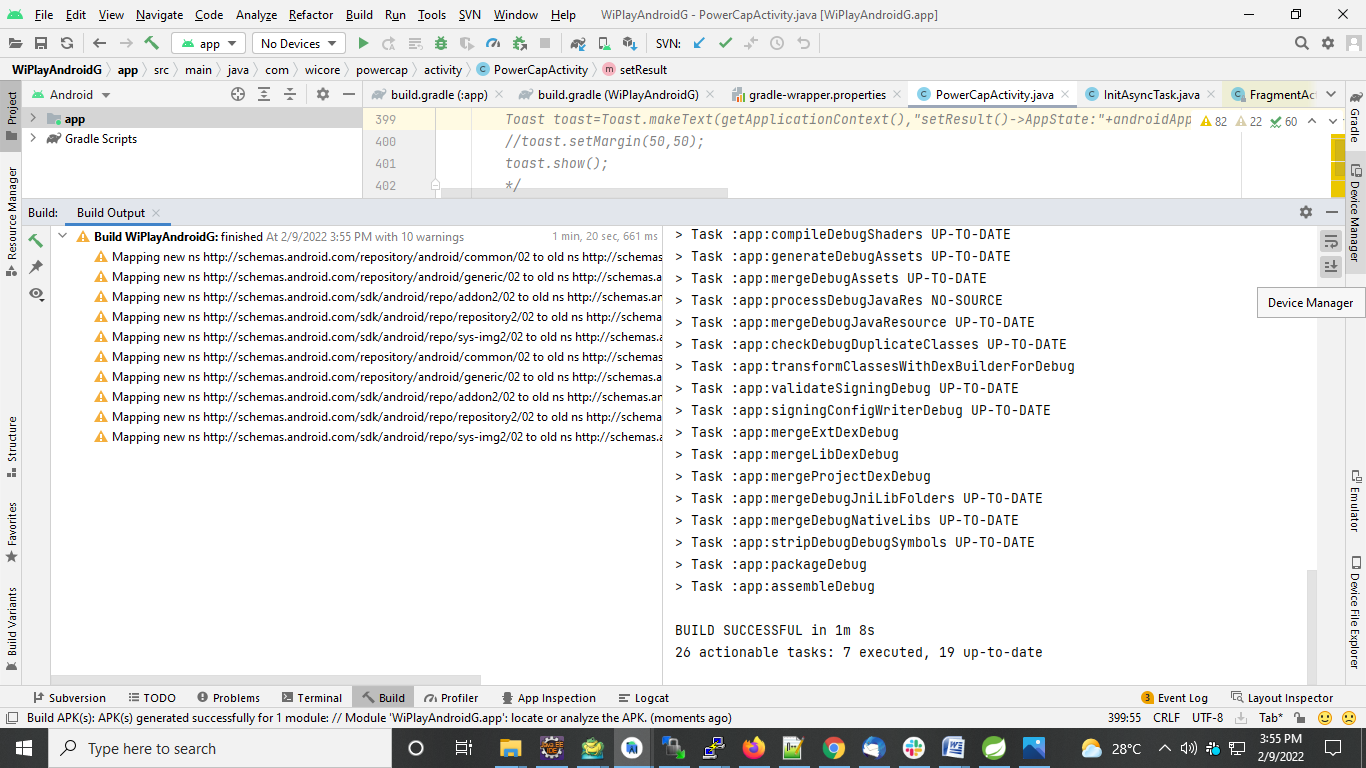 File Edit View Navigate Code Analyze Refactor Build Run Tools SVN Window Help WiPlayAndroidG - PowerCapActivity.java [WiPlayAndroidG.app]
app No Devices SVN:
WiPlayAndroidG app src main java com wicore powercap activity PowerCapActivity setResult
Android build.gradle (:app) build.gradle (WiPlayAndroidG) gradle-wrapper.properties PowerCapActivity.java InitAsyncTask.java FragmentAc
app
Gradle Scripts
399 Toast toast=Toast.makeText(getApplicationContext(),"setResult()->AppState:"+androidApp 82 22 60
400 //toast.setMargin(50,50);
401 toast.show();
402 */
Build: Build Output
Build WiPlayAndroidG: finished At 2/9/2022 3:55 PM with 10 warnings 1 min, 20 sec, 661 ms
Mapping new ns http://schemas.android.com/repository/android/common/02 to old ns http://schemas
Mapping new ns http://schemas.android.com/repository/android/generic/02 to old ns http://schemas.a
Mapping new ns http://schemas.android.com/sdk/android/repo/addon2/02 to old ns http://schemas.an
Mapping new ns http://schemas.android.com/sdk/android/repo/repository2/02 to old ns http://schema
Mapping new ns http://schemas.android.com/sdk/android/repo/sys-img2/02 to old ns http://schemas.a
Mapping new ns http://schemas.android.com/repository/android/common/02 to old ns http://schemas
Mapping new ns http://schemas.android.com/repository/android/generic/02 to old ns http://schemas.a
Mapping new ns http://schemas.android.com/sdk/android/repo/addon2/02 to old ns http://schemas.an
Mapping new ns http://schemas.android.com/sdk/android/repo/repository2/02 to old ns http://schema
Mapping new ns http://schemas.android.com/sdk/android/repo/sys-img2/02 to old ns http://schemas.a
> Task :app:compileDebugShaders UP-TO-DATE
> Task :app:generateDebugAssets UP-TO-DATE
> Task :app:mergeDebugAssets UP-TO-DATE
> Task :app:processDebugJavaRes NO-SOURCE
> Task :app:mergeDebugJavaResource UP-TO-DATE
> Task :app:checkDebugDuplicateClasses UP-TO-DATE
> Task :app:transformClassesWithDexBuilderForDebug
> Task :app:validateSigningDebug UP-TO-DATE
> Task :app:signingConfigWriterDebug UP-TO-DATE
> Task :app:mergeExtDexDebug
> Task :app:mergeLibDexDebug
> Task :app:mergeProjectDexDebug
> Task :app:mergeDebugJniLibFolders UP-TO-DATE
> Task :app:mergeDebugNativeLibs UP-TO-DATE
> Task :app:stripDebugDebugSymbols UP-TO-DATE
> Task :app:packageDebug
> Task :app:assembleDebug
BUILD SUCCESSFUL in 1m 8s
26 actionable tasks: 7 executed, 19 up-to-date
Project
Resource Manager
Structure
Favorites
Build Variants
Gradle
Device Manager
Device Manager
Emulator
Device File Explorer
Subversion TODO Problems Terminal Build Profiler App Inspection Logcat 3 Event Log Layout Inspector
Build APK(s): APK(s) generated successfully for 1 module: // Module 'WiPlayAndroidG.app': locate or analyze the APK. (moments ago) 399:55 CRLF UTF-8 Tab*
Type here to search 28°C 3:55 PM
2/9/2022